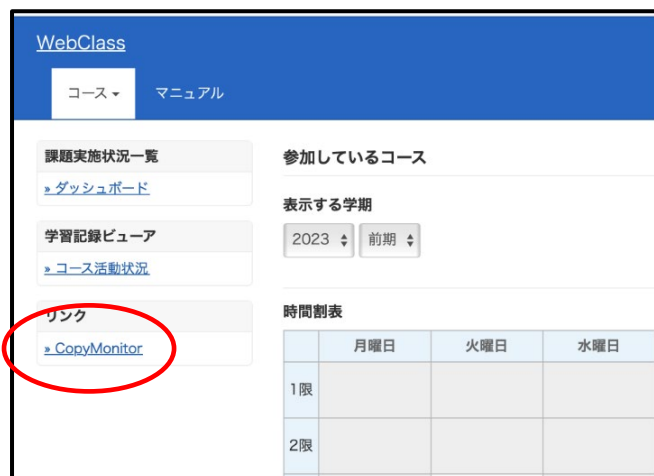 WebClass
コース
マニュアル
課題実施状況一覧
» ダッシュボード
学習記録ビューア
» コース活動状況
リンク
» CopyMonitor
参加しているコース
表示する学期
2023 前期
時間割表
月曜日 火曜日 水曜日
1限
2限